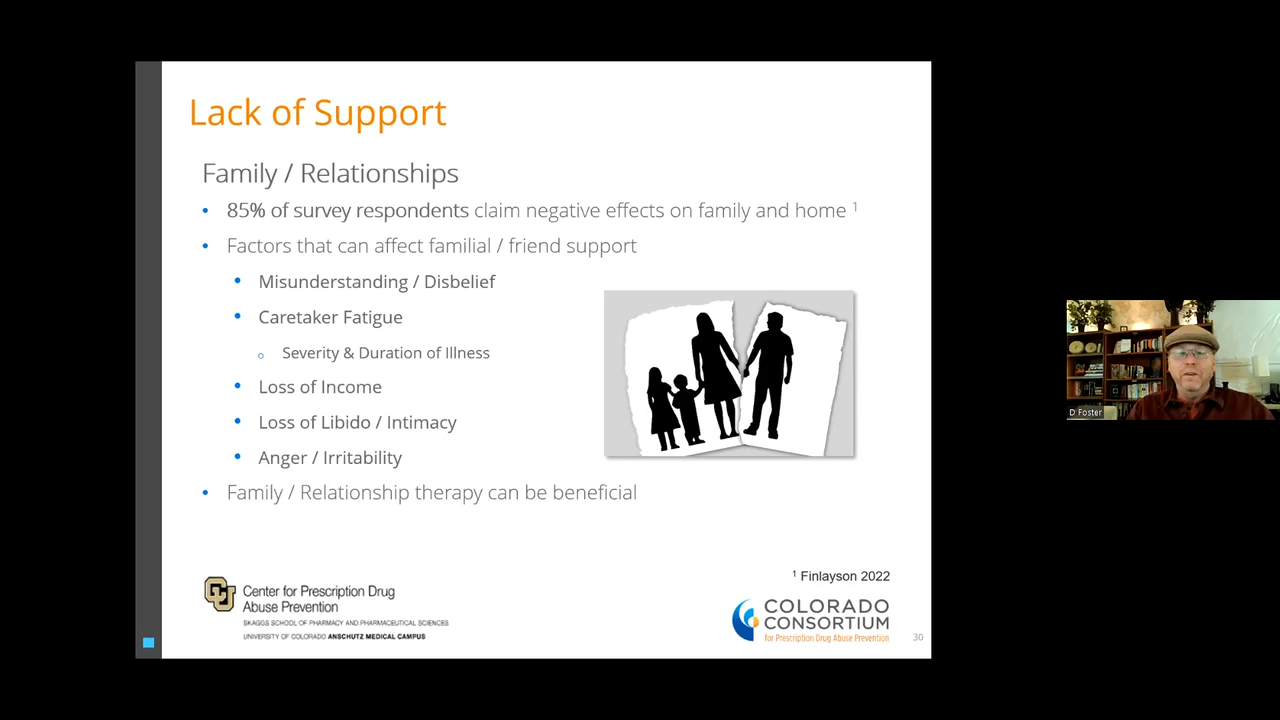 Lack of Support
Family / Relationships
• 85% of survey respondents claim negative effects on family and home ¹
• Factors that can affect familial / friend support
• Misunderstanding / Disbelief
• Caretaker Fatigue
○ Severity & Duration of Illness
• Loss of Income
• Loss of Libido / Intimacy
• Anger / Irritability
• Family / Relationship therapy can be beneficial
¹ Finlayson 2022
CU
Center for Prescription Drug
Abuse Prevention
SKAGGS SCHOOL OF PHARMACY AND PHARMACEUTICAL SCIENCES
UNIVERSITY OF COLORADO ANSCHUTZ MEDICAL CAMPUS
COLORADO
CONSORTIUM
for Prescription Drug Abuse Prevention
30
D Foster